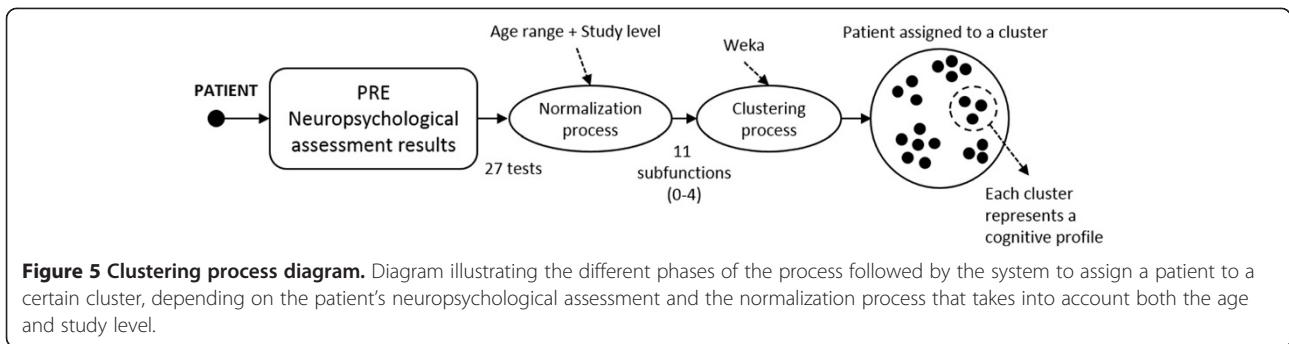 PATIENT
PRE
Neuropsychological
assessment results
27 tests
Age range + Study level
Normalization
process
11
subfunctions
(0-4)
Weka
Clustering
process
Patient assigned to a cluster
Each cluster
represents a
cognitive profile
Figure 5 Clustering process diagram. Diagram illustrating the different phases of the process followed by the system to assign a patient to a
certain cluster, depending on the patient's neuropsychological assessment and the normalization process that takes into account both the age
and study level.